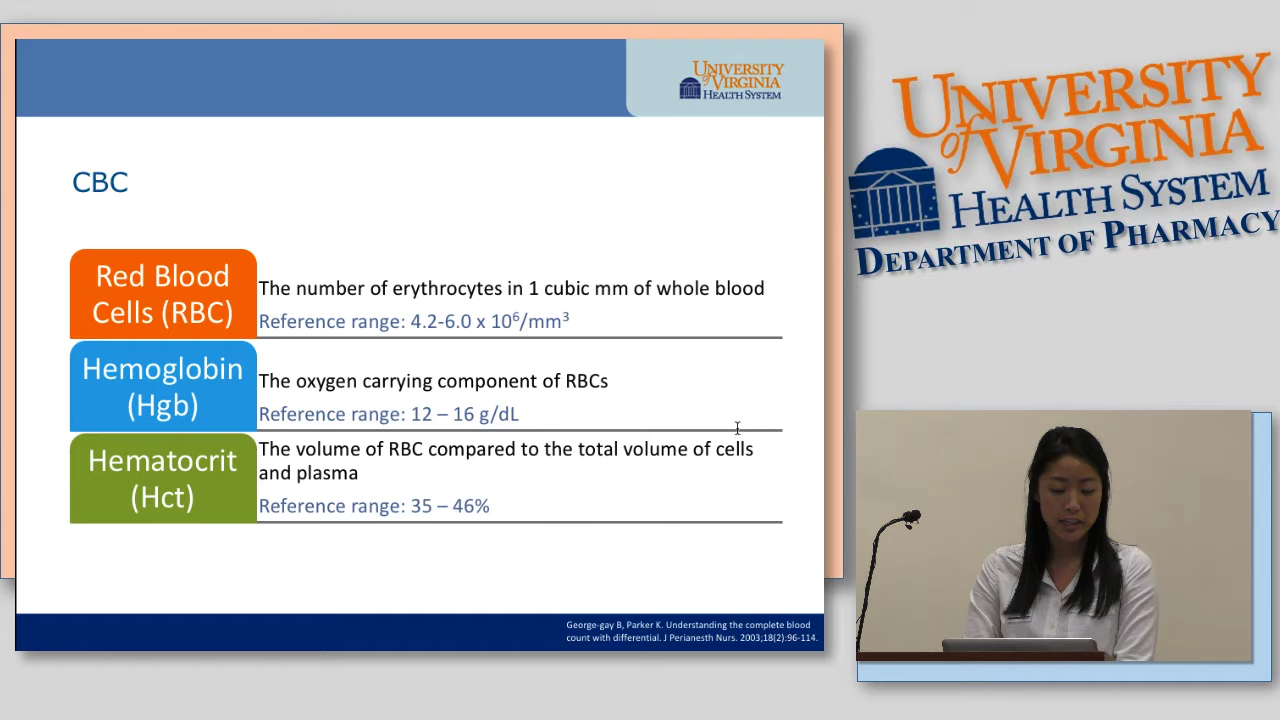 UNIVERSITY
of VIRGINIA
HEALTH SYSTEM
CBC
Red Blood
Cells (RBC)
The number of erythrocytes in 1 cubic mm of whole blood
Reference range: 4.2-6.0 x 10⁶/mm³
Hemoglobin
(Hgb)
The oxygen carrying component of RBCs
Reference range: 12 – 16 g/dL
Hematocrit
(Hct)
The volume of RBC compared to the total volume of cells
and plasma
Reference range: 35 – 46%
George-gay B, Parker K. Understanding the complete blood
count with differential. J Perianesth Nurs. 2003;18(2):96-114.
UNIVERSITY
of VIRGINIA
HEALTH SYSTEM
DEPARTMENT OF PHARMACY